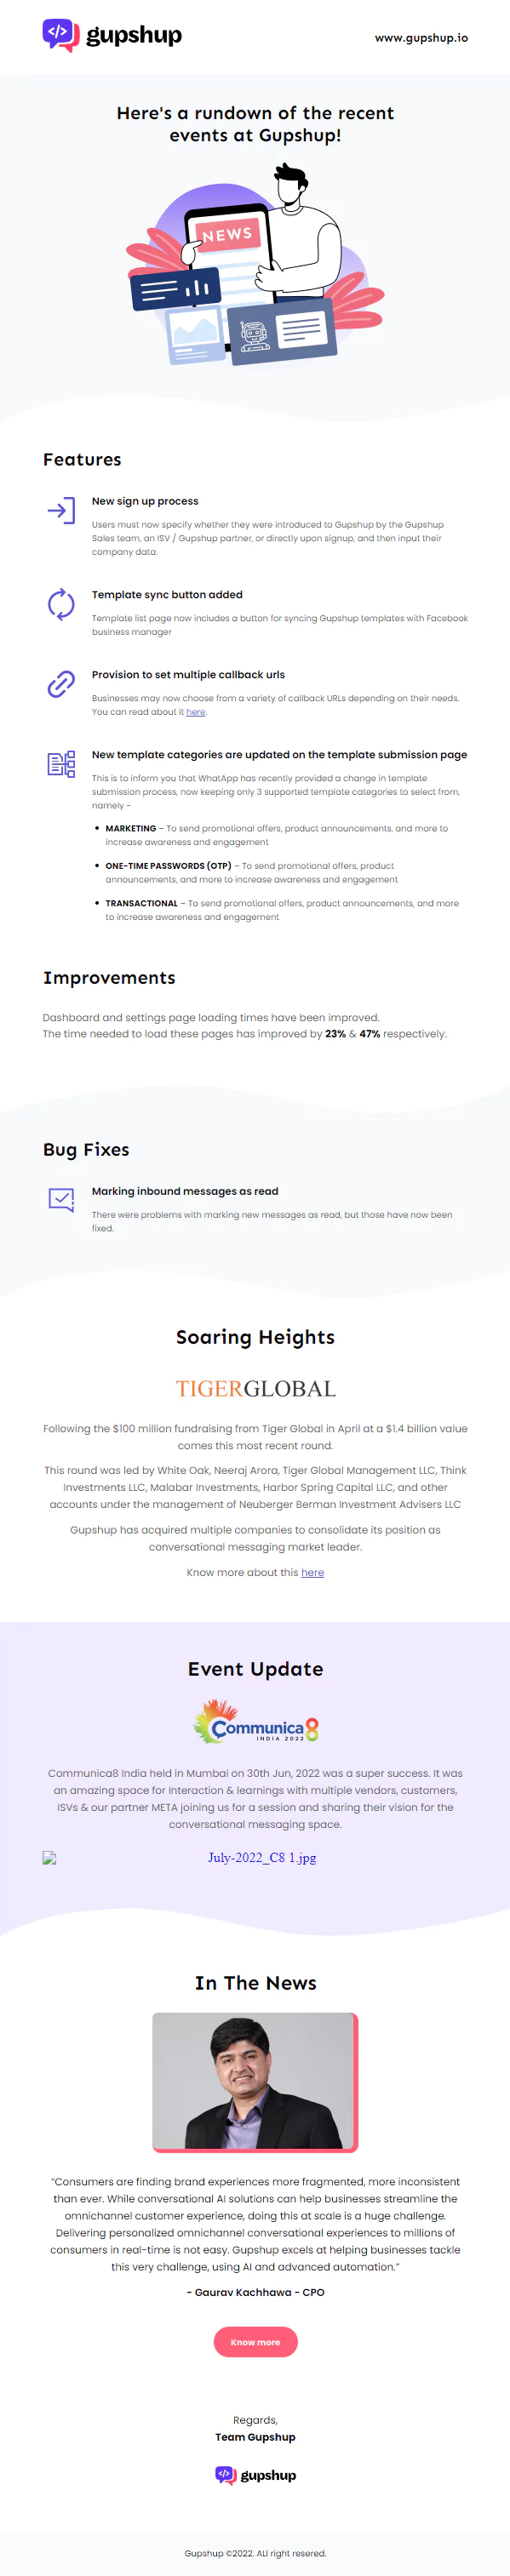 gupshup
www.gupshup.io
Here's a rundown of the recent
events at Gupshup!
NEWS
Features
New sign up process
Users must now specify whether they were introduced to Gupshup by the Gupshup
Sales team, an ISV / Gupshup partner, or directly upon signup, and then input their
company data.
Template sync button added
Template list page now includes a button for syncing Gupshup templates with Facebook
business manager
Provision to set multiple callback urls
Businesses may now choose from a variety of callback URLs depending on their needs.
You can read about it here.
New template categories are updated on the template submission page
This is to inform you that WhatApp has recently provided a change in template
submission process, now keeping only 3 supported template categories to select from,
namely -
• MARKETING – To send promotional offers, product announcements, and more to
increase awareness and engagement
• ONE-TIME PASSWORDS (OTP) – To send promotional offers, product
announcements, and more to increase awareness and engagement
• TRANSACTIONAL – To send promotional offers, product announcements, and more
to increase awareness and engagement
Improvements
Dashboard and settings page loading times have been improved.
The time needed to load these pages has improved by 23% & 47% respectively.
Bug Fixes
Marking inbound messages as read
There were problems with marking new messages as read, but those have now been
fixed.
Soaring Heights
TIGERGLOBAL
Following the $100 million fundraising from Tiger Global in April at a $1.4 billion value
comes this most recent round.
This round was led by White Oak, Neeraj Arora, Tiger Global Management LLC, Think
Investments LLC, Malabar Investments, Harbor Spring Capital LLC, and other
accounts under the management of Neuberger Berman Investment Advisers LLC
Gupshup has acquired multiple companies to consolidate its position as
conversational messaging market leader.
Know more about this here
Event Update
Communica8
INDIA 2022
Communica8 India held in Mumbai on 30th Jun, 2022 was a super success. It was
an amazing space for Interaction & learnings with multiple vendors, customers,
ISVs & our partner META joining us for a session and sharing their vision for the
conversational messaging space.
July-2022_C8 1.jpg
In The News
“Consumers are finding brand experiences more fragmented, more inconsistent
than ever. While conversational AI solutions can help businesses streamline the
omnichannel customer experience, doing this at scale is a huge challenge.
Delivering personalized omnichannel conversational experiences to millions of
consumers in real-time is not easy. Gupshup excels at helping businesses tackle
this very challenge, using AI and advanced automation.”
- Gaurav Kachhawa - CPO
Know more
Regards,
Team Gupshup
gupshup
Gupshup ©2022. ALl right resered.